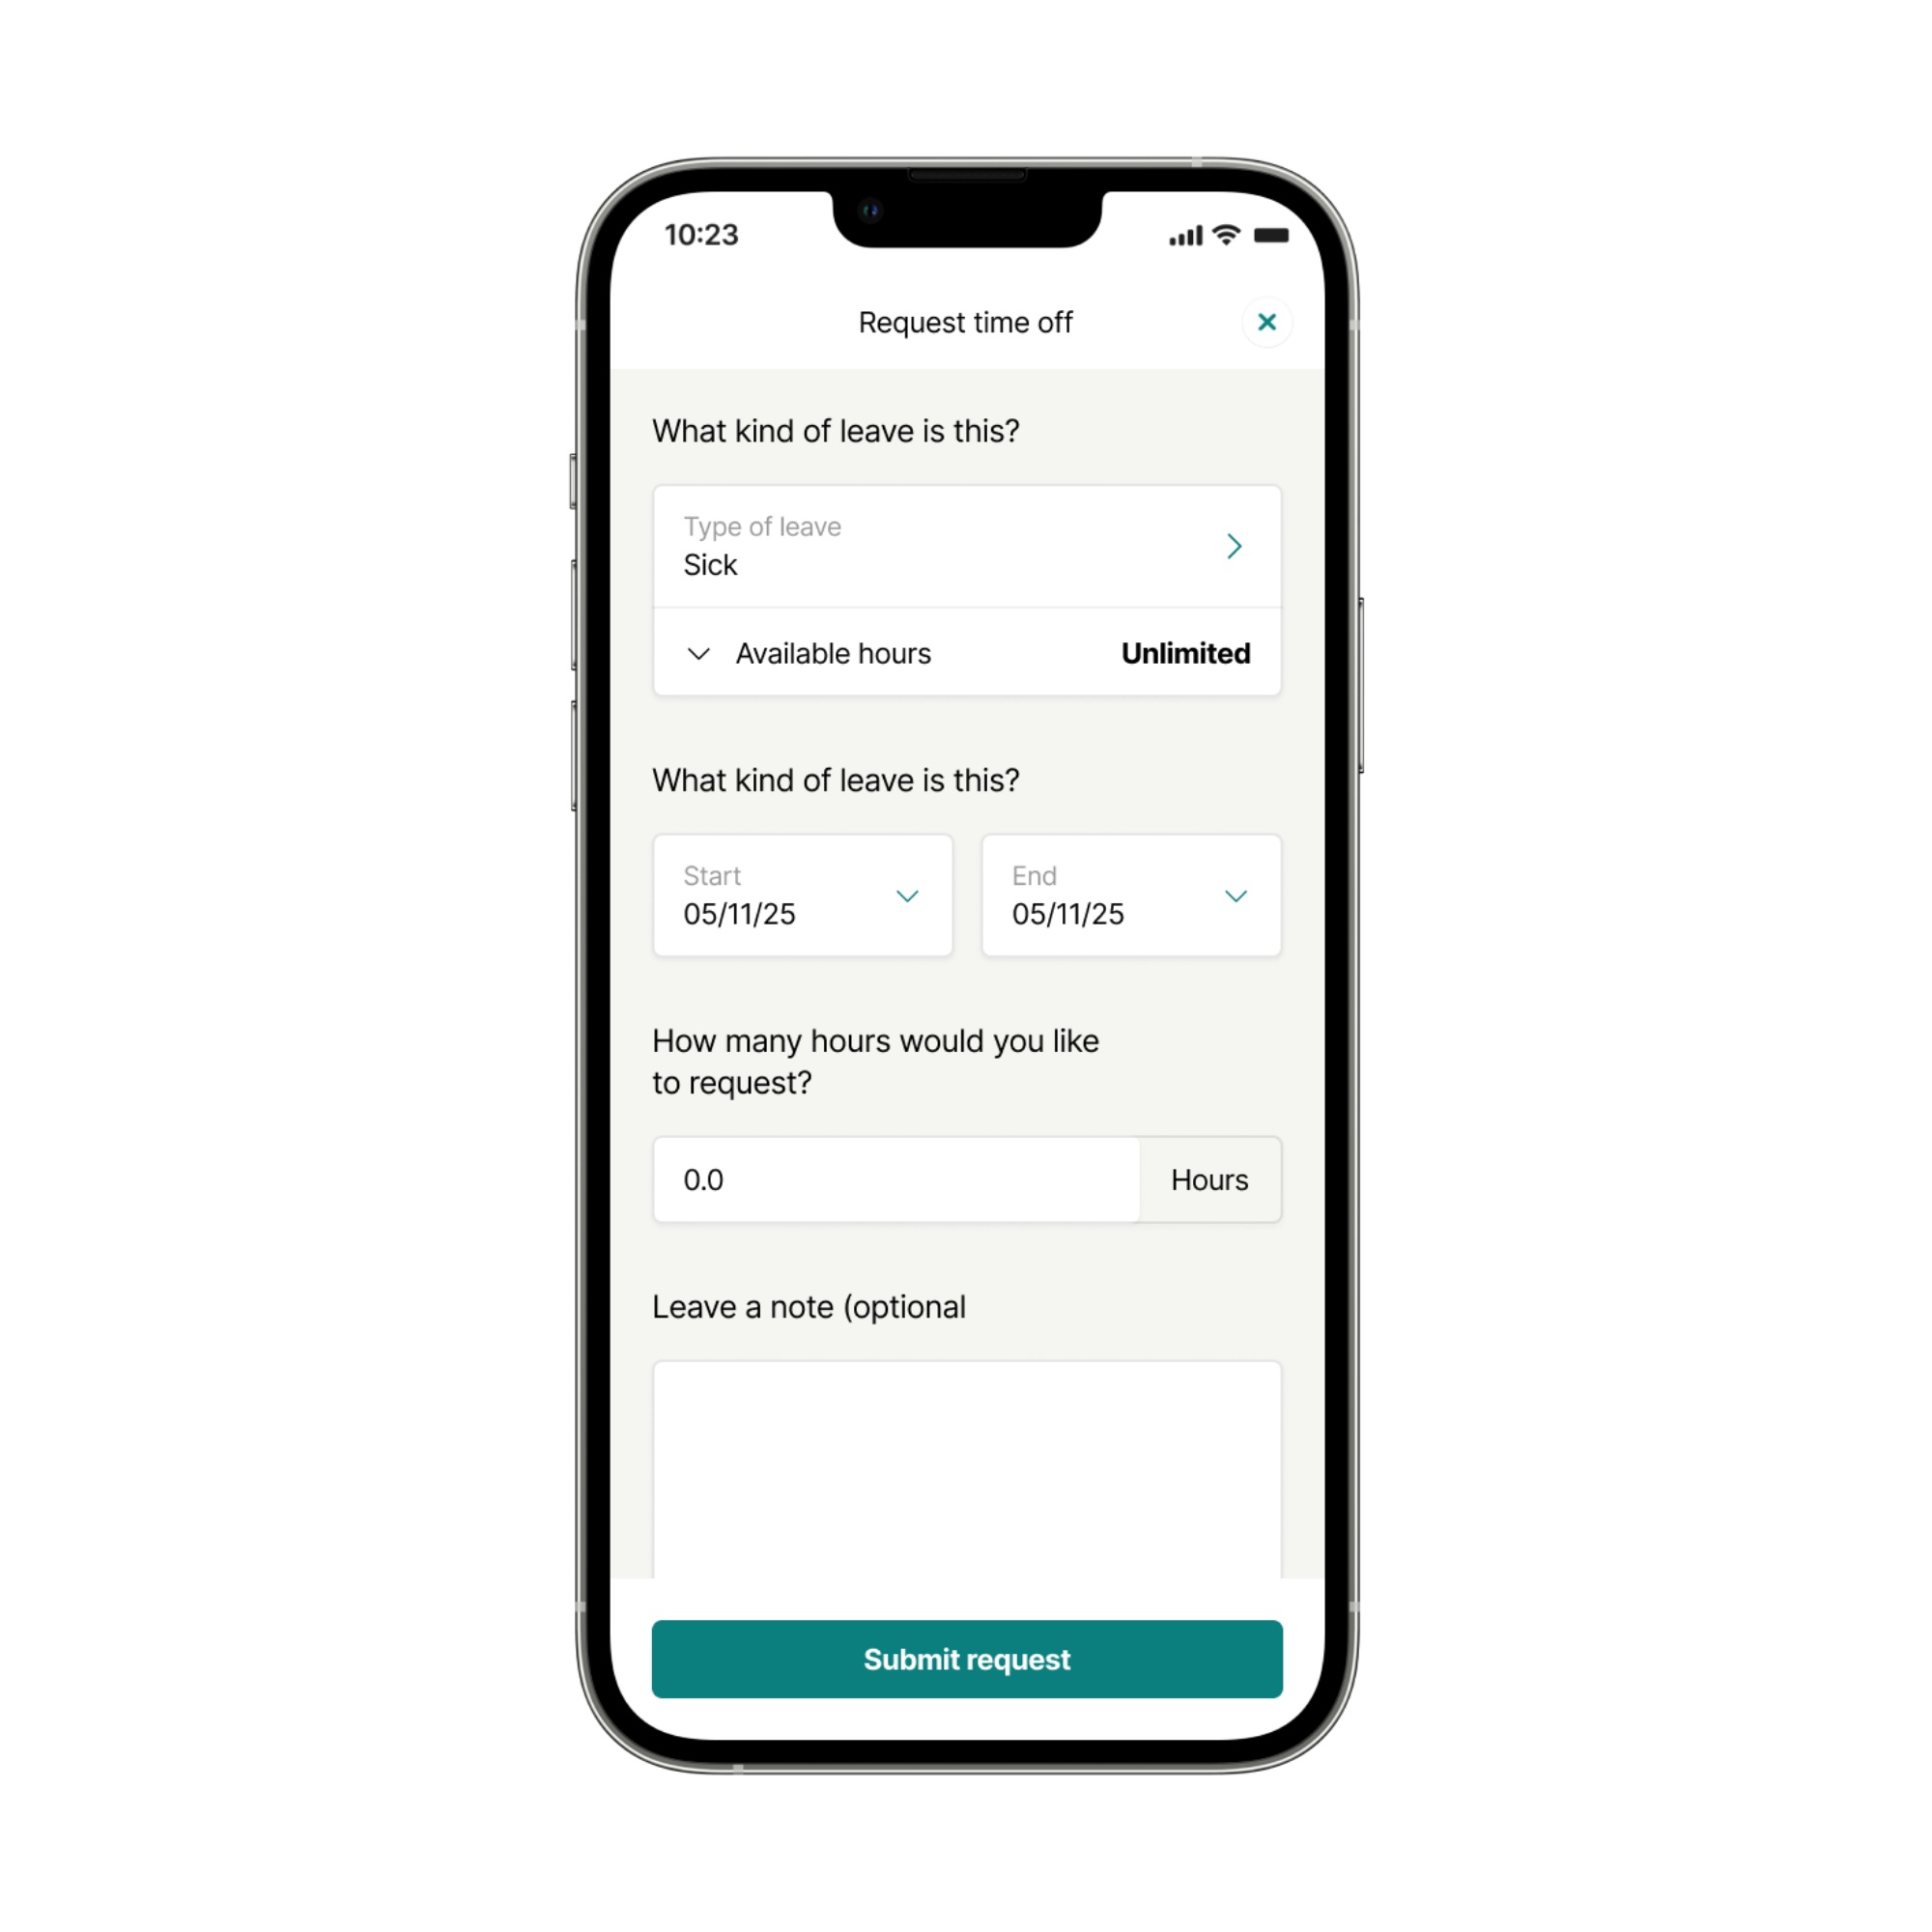 10:23
Request time off
What kind of leave is this?
Type of leave
Sick
Available hours Unlimited
What kind of leave is this?
Start End
05/11/25 05/11/25
How many hours would you like
to request?
0.0 Hours
Leave a note (optional
Submit request